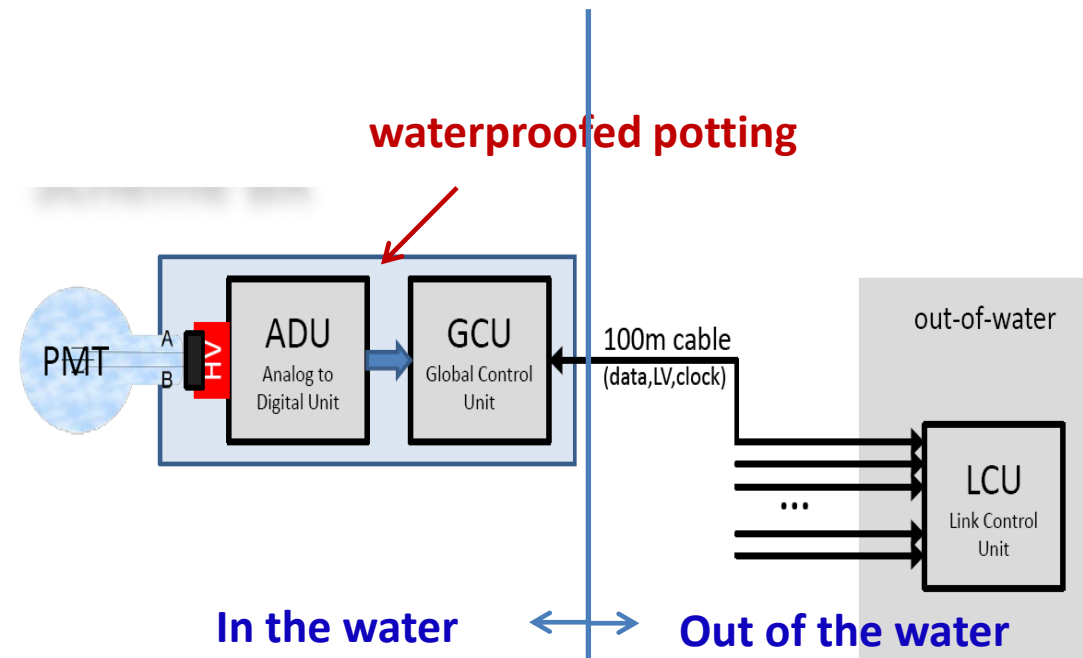 waterproofed potting
PMT
A
B
HV
ADU
Analog to
Digital Unit
GCU
Global Control
Unit
100m cable
(data,LV,clock)
out-of-water
...
LCU
Link Control
Unit
In the water
Out of the water